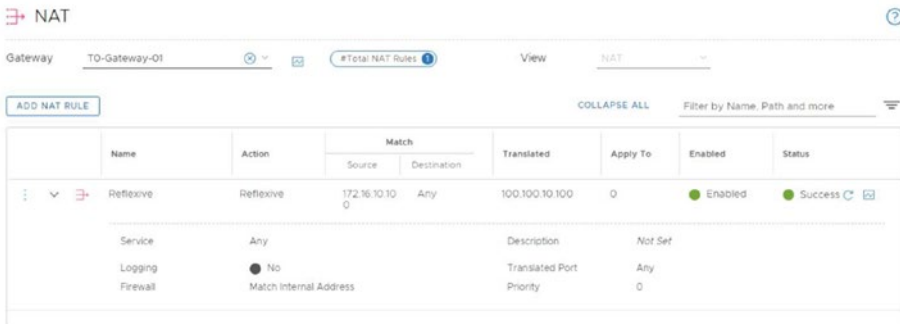 NAT
Gateway TO-Gateway-01 #Total NAT Rules 1 View NAT
ADD NAT RULE COLLAPSE ALL Filter by Name, Path and more
Match
Name Action Translated Apply To Enabled Status
Source Destination
Reflexive Reflexive 172.16.10.10 Any 100.100.10.100 0 Enabled Success
0
Service Any Description Not Set
Logging No Translated Port Any
Firewall Match Internal Address Priority 0